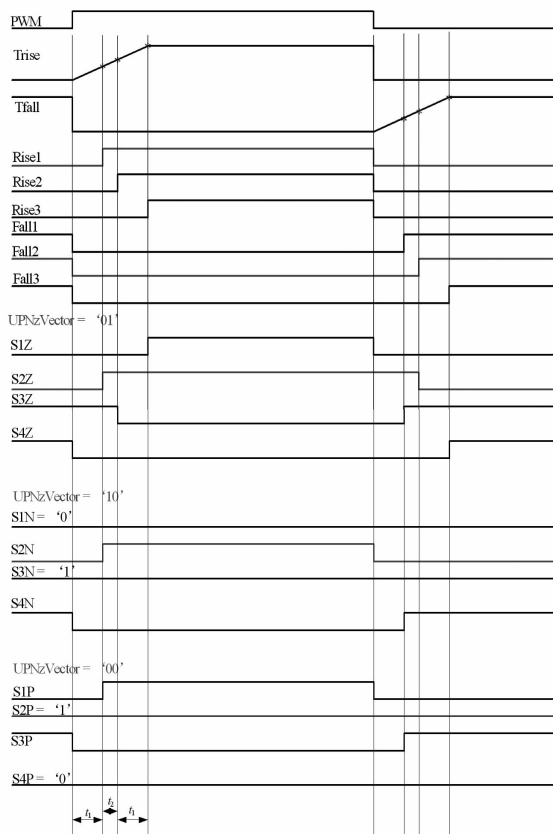 PWM
Trise
Tfall
Rise1
Rise2
Rise3
Fall1
Fall2
Fall3
UPNzVector = ‘01’
S1Z
S2Z
S3Z
S4Z
UPNzVector = ‘10’
S1N = ‘0’
S2N
S3N = ‘1’
S4N
UPNzVector = ‘00’
S1P
S2P = ‘1’
S3P
S4P = ‘0’
t1 t2 t1